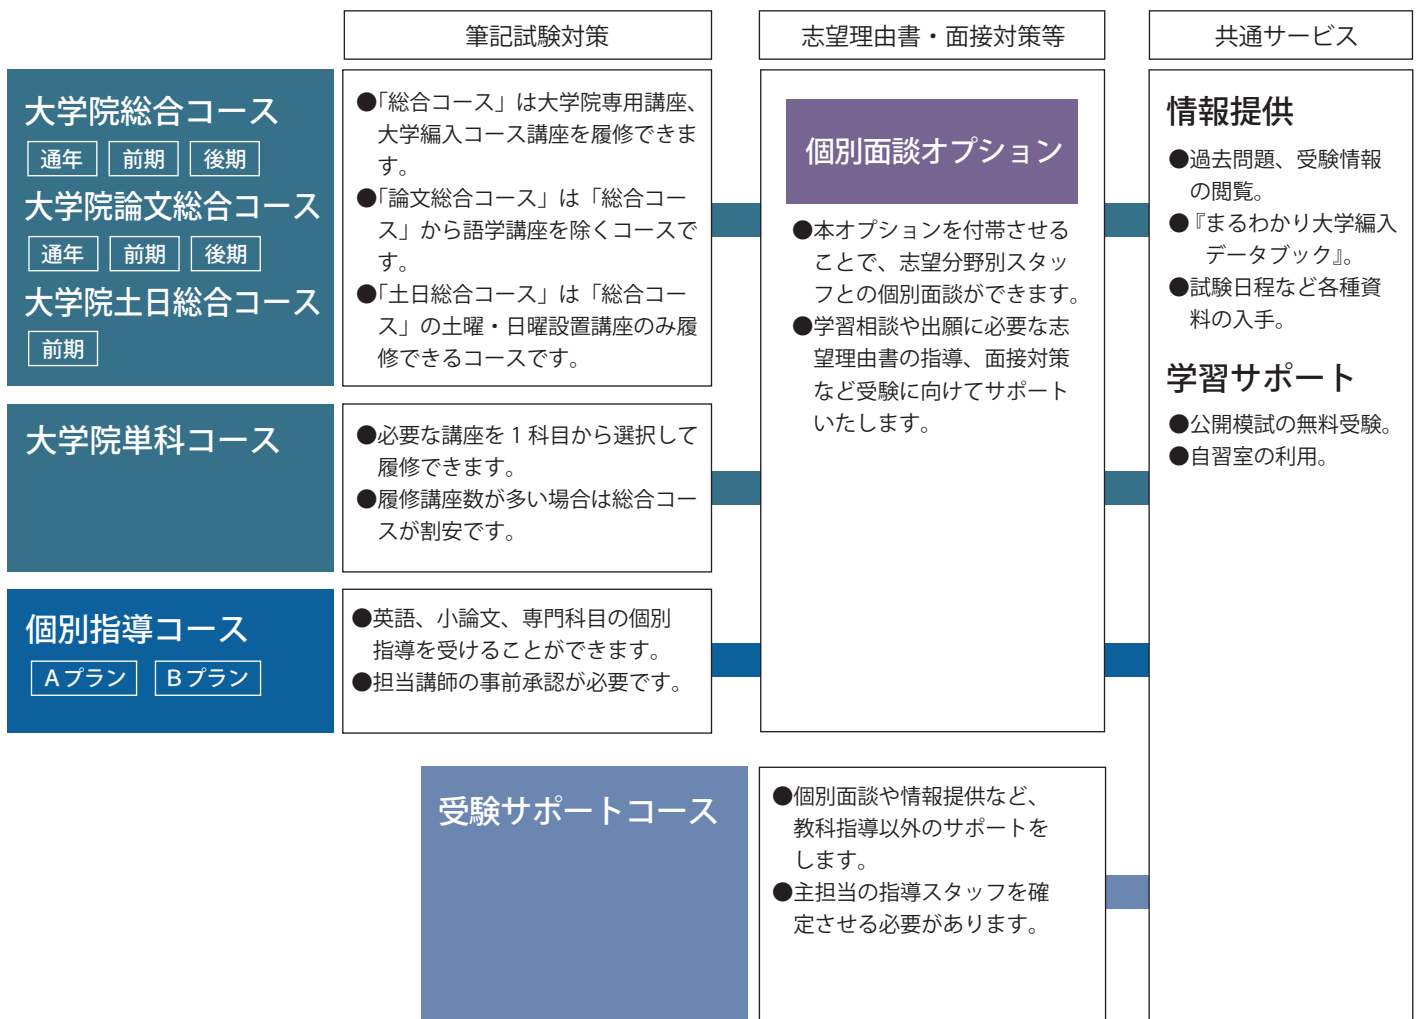 筆記試験対策
志望理由書・面接対策等
共通サービス
大学院総合コース
通年 前期 後期
大学院論文総合コース
通年 前期 後期
大学院土日総合コース
前期
●「総合コース」は大学院専用講座、
大学編入コース講座を履修できま
す。
●「論文総合コース」は「総合コー
ス」から語学講座を除くコースで
す。
●「土日総合コース」は「総合コー
ス」の土曜・日曜設置講座のみ履
修できるコースです。
大学院単科コース
●必要な講座を1科目から選択して
履修できます。
●履修講座数が多い場合は総合コー
スが割安です。
個別指導コース
Aプラン Bプラン
●英語、小論文、専門科目の個別
指導を受けることができます。
●担当講師の事前承認が必要です。
個別面談オプション
●本オプションを付帯させる
ことで、志望分野別スタッ
フとの個別面談ができます。
●学習相談や出願に必要な志
望理由書の指導、面接対策
など受験に向けてサポート
いたします。
受験サポートコース
●個別面談や情報提供など、
教科指導以外のサポートを
します。
●主担当の指導スタッフを確
定させる必要があります。
情報提供
●過去問題、受験情報
の閲覧。
●『まるわかり大学編入
データブック』。
●試験日程など各種資
料の入手。
学習サポート
●公開模試の無料受験。
●自習室の利用。